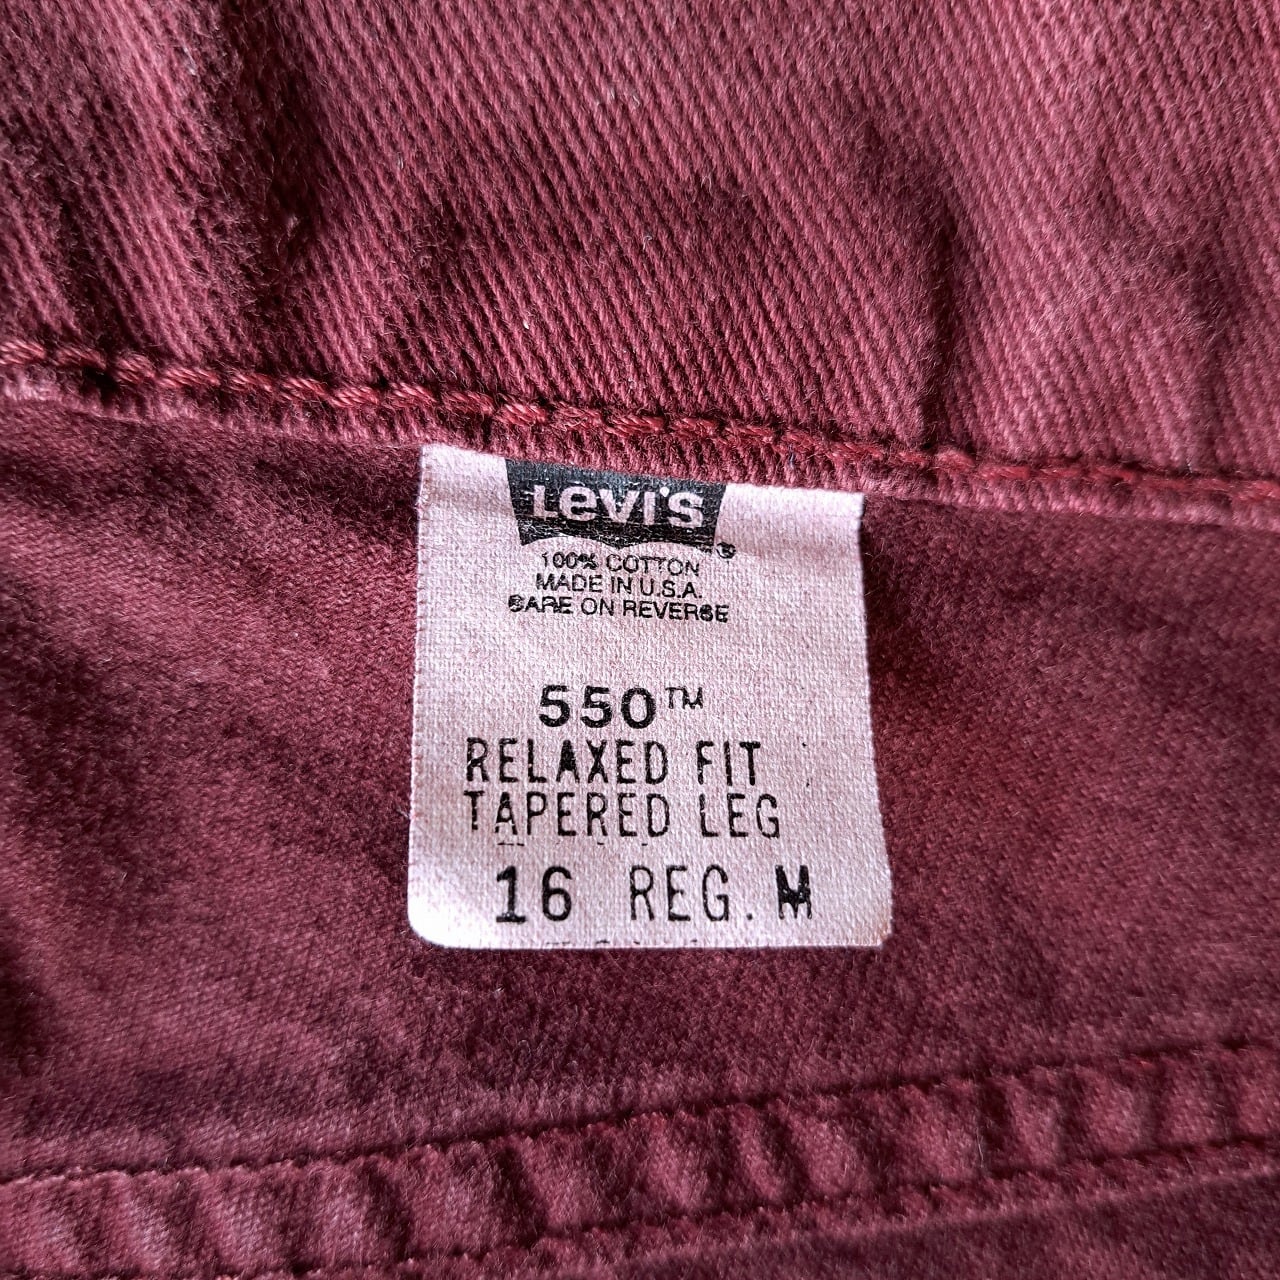 Levi's®
100% COTTON
MADE IN U.S.A.
CARE ON REVERSE
550™
RELAXED FIT
TAPERED LEG
16 REG. M